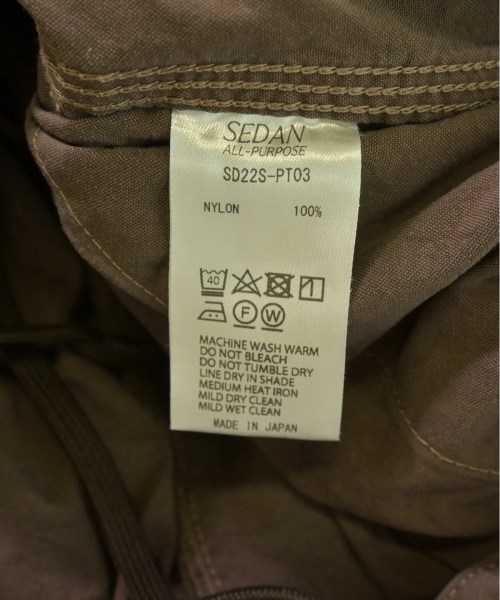 SEDAN
ALL-PURPOSE
SD22S-PT03
NYLON 100%
40
F W
MACHINE WASH WARM
DO NOT BLEACH
DO NOT TUMBLE DRY
LINE DRY IN SHADE
MEDIUM HEAT IRON
MILD DRY CLEAN
MILD WET CLEAN
MADE IN JAPAN